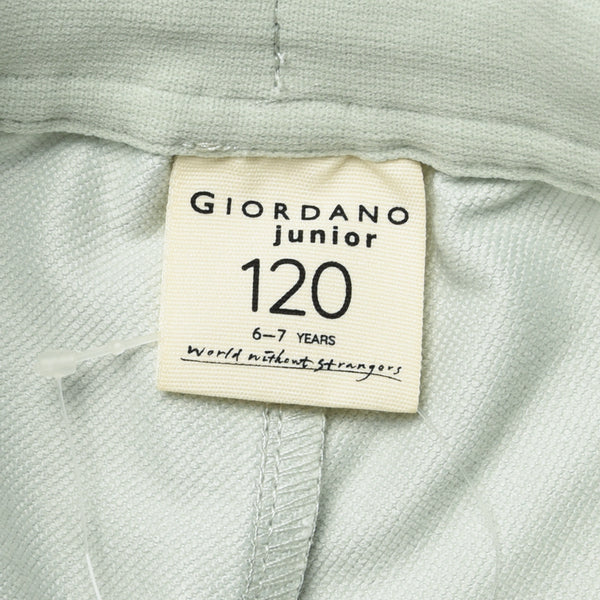 GIORDANO
junior
120
6–7 YEARS
World without strangers